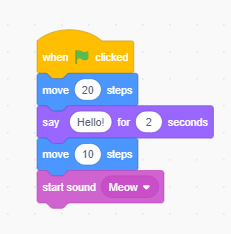 when clicked
move 20 steps
say Hello! for 2 seconds
move 10 steps
start sound Meow